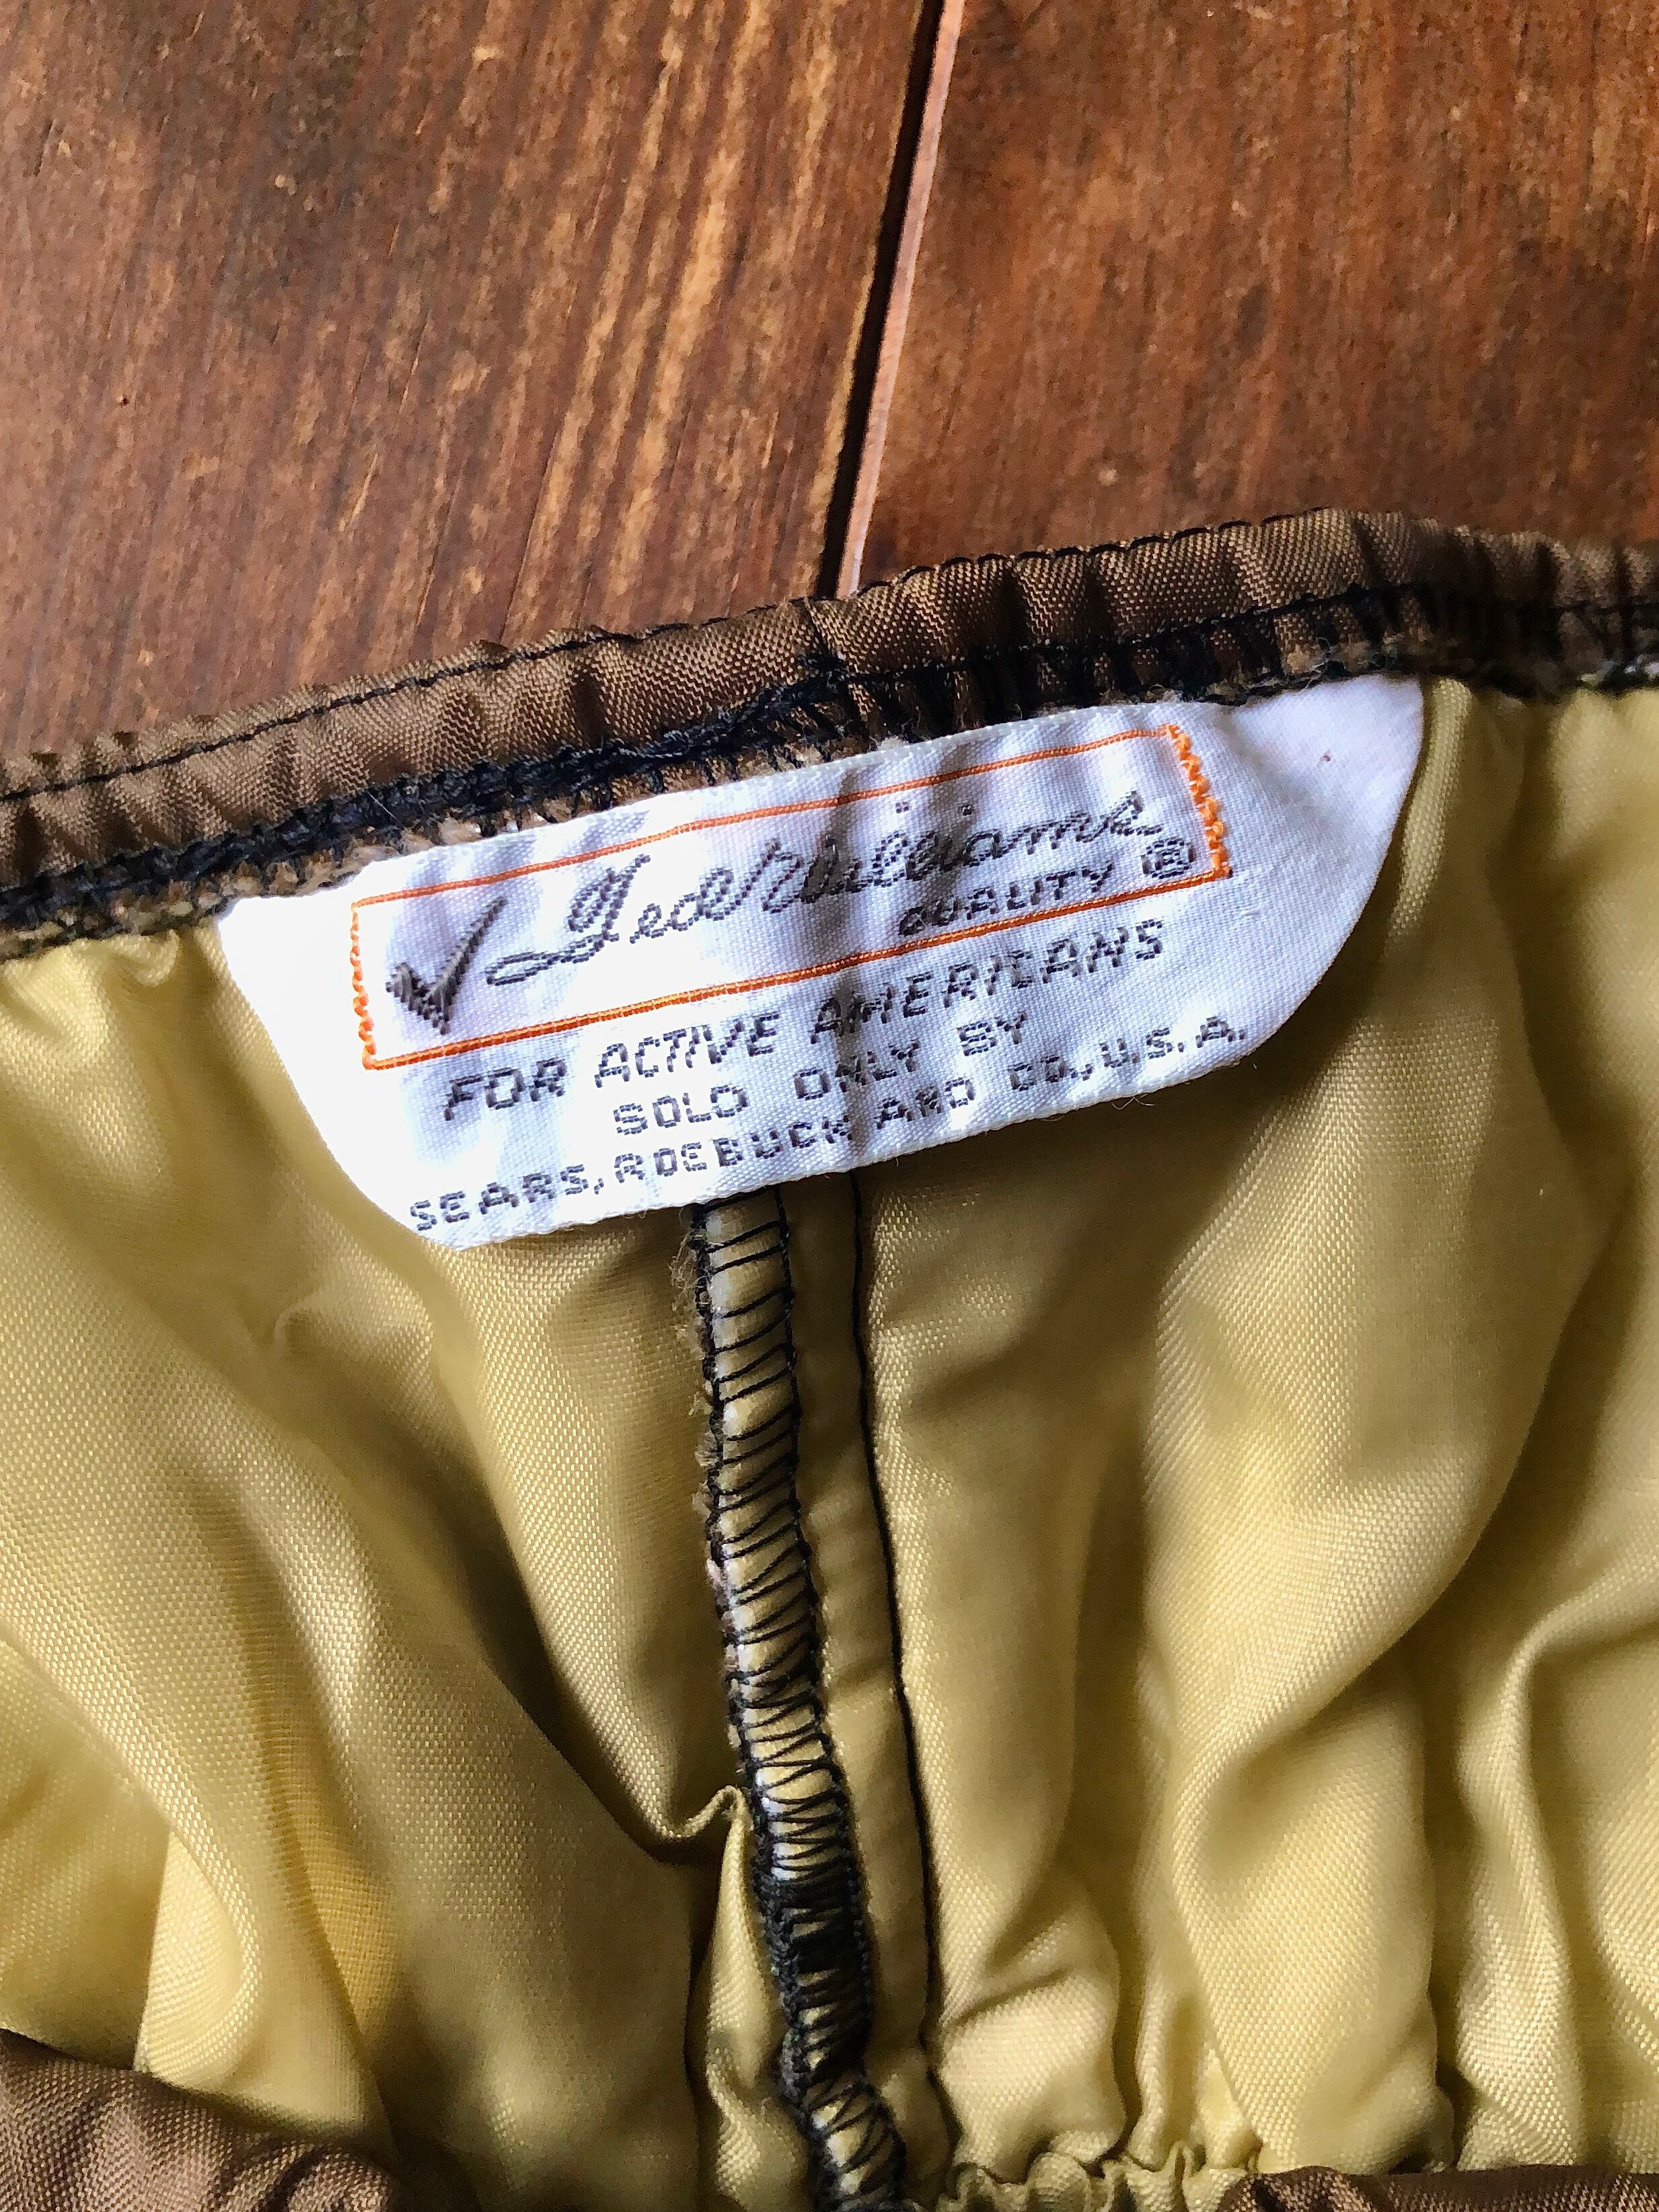 Ted Williams
QUALITY ®
FOR ACTIVE AMERICANS
SOLD ONLY BY
SEARS, ROEBUCK AND CO., U.S.A.